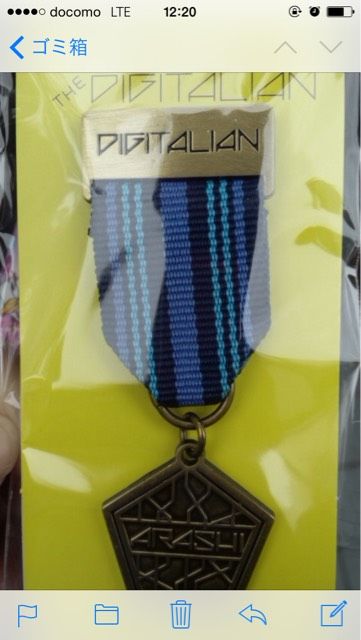 docomo LTE 12:20
ゴミ箱
THE DIGITALIAN
DIGITALIAN
ARASHI